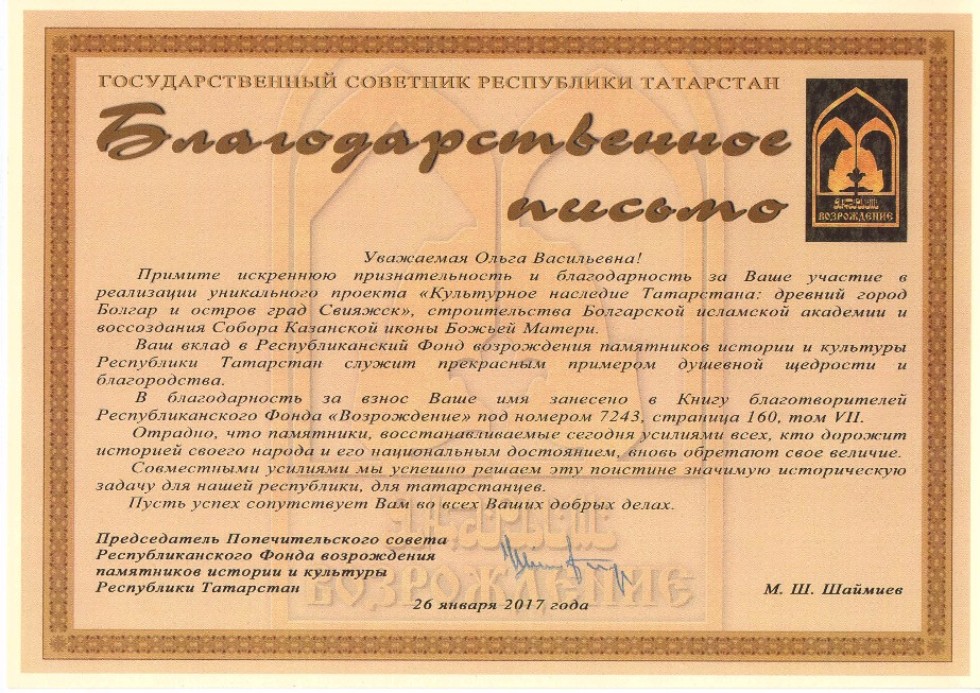 ГОСУДАРСТВЕННЫЙ СОВЕТНИК РЕСПУБЛИКИ ТАТАРСТАН
Благодарственное
письмо
ВОЗРОЖДЕНИЕ
Уважаемая Ольга Васильевна!
Примите искреннюю признательность и благодарность за Ваше участие в
реализации уникального проекта «Культурное наследие Татарстана: древний город
Болгар и остров град Свияжск», строительства Болгарской исламской академии и
воссоздания Собора Казанской иконы Божьей Матери.
Ваш вклад в Республиканский Фонд возрождения памятников истории и культуры
Республики Татарстан служит прекрасным примером душевной щедрости и
благородства.
В благодарность за взнос Ваше имя занесено в Книгу благотворителей
Республиканского Фонда «Возрождение» под номером 7243, страница 160, том VII.
Отрадно, что памятники, восстанавливаемые сегодня усилиями всех, кто дорожит
историей своего народа и его национальным достоянием, вновь обретают свое величие.
Совместными усилиями мы успешно решаем эту поистине значимую историческую
задачу для нашей республики, для татарстанцев.
Пусть успех сопутствует Вам во всех Ваших добрых делах.
Председатель Попечительского совета
Республиканского Фонда возрождения
памятников истории и культуры
Республики Татарстан
М. Ш. Шаймиев
ВОЗРОЖДЕНИЕ
26 января 2017 года